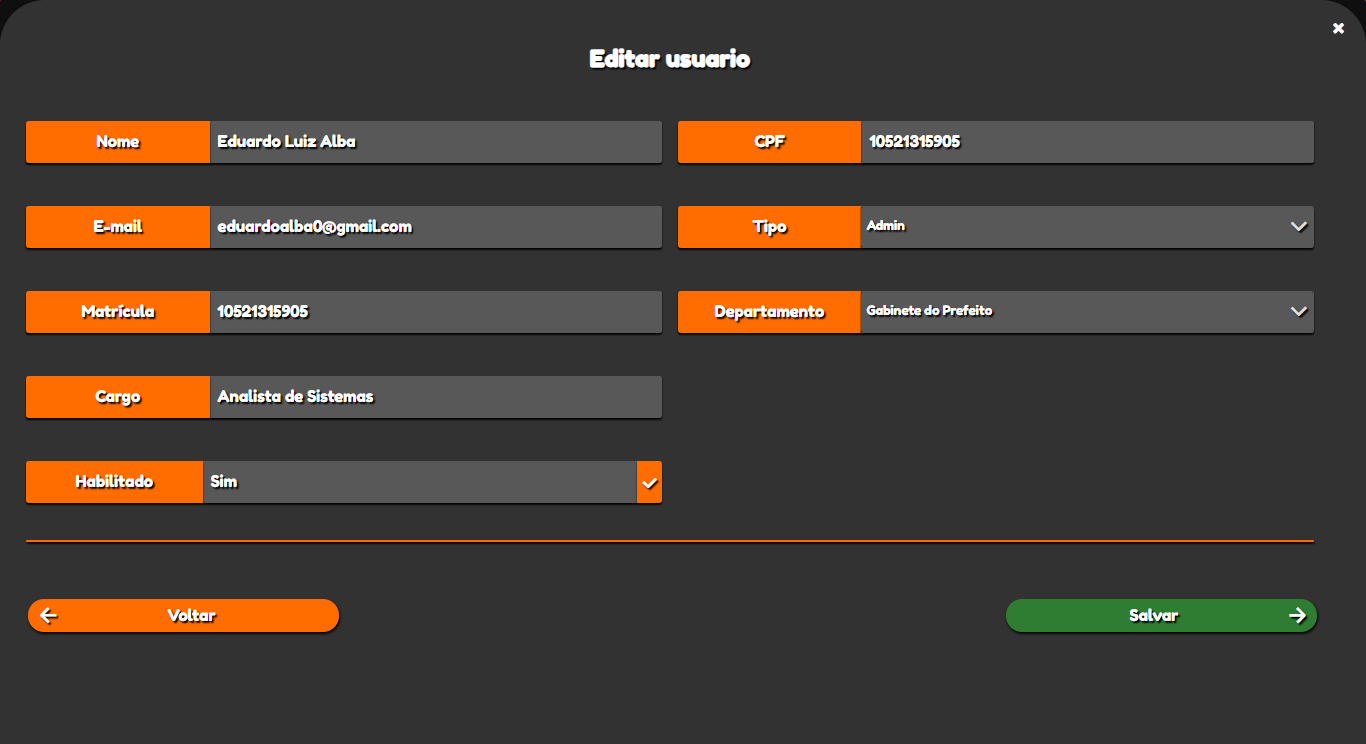 Editar usuario
Nome Eduardo Luiz Alba
CPF 10521315905
E-mail eduardoalba0@gmail.com
Tipo Admin
Matrícula 10521315905
Departamento Gabinete do Prefeito
Cargo Analista de Sistemas
Habilitado Sim
Voltar
Salvar